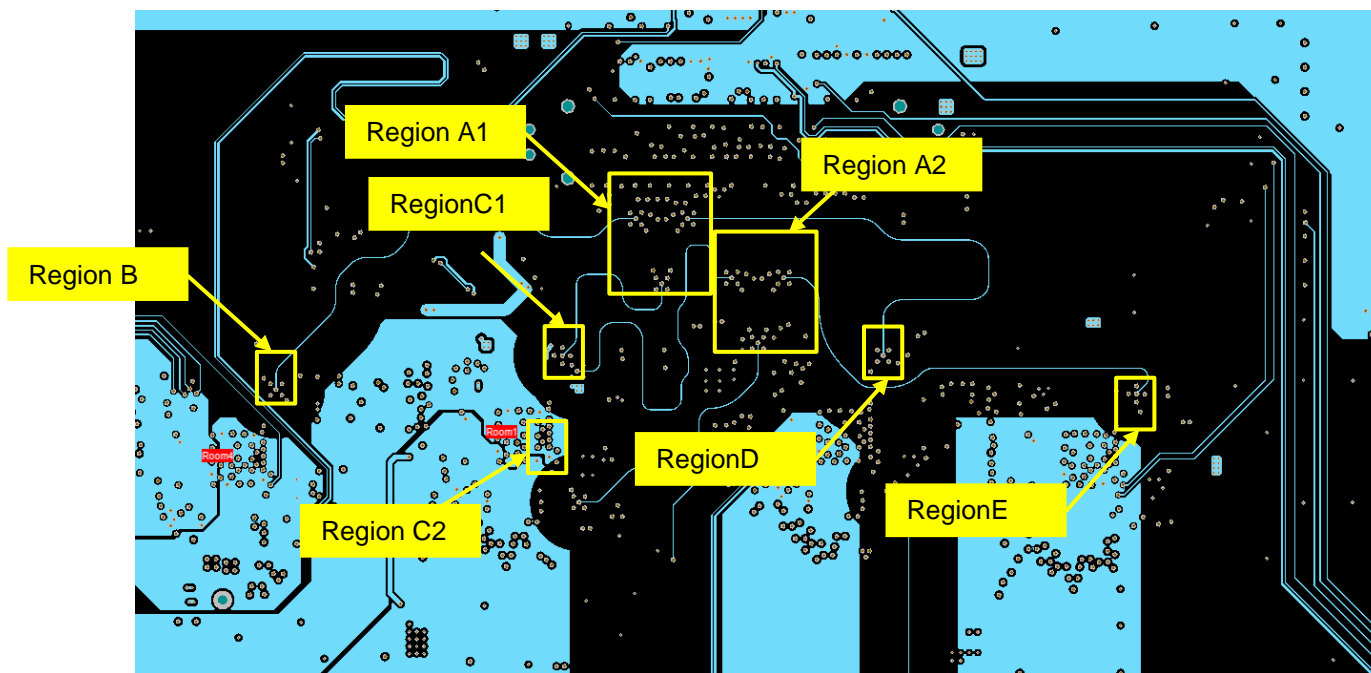 Region A1
Region A2
RegionC1
Region B
Room1
Room4
RegionD
RegionE
Region C2